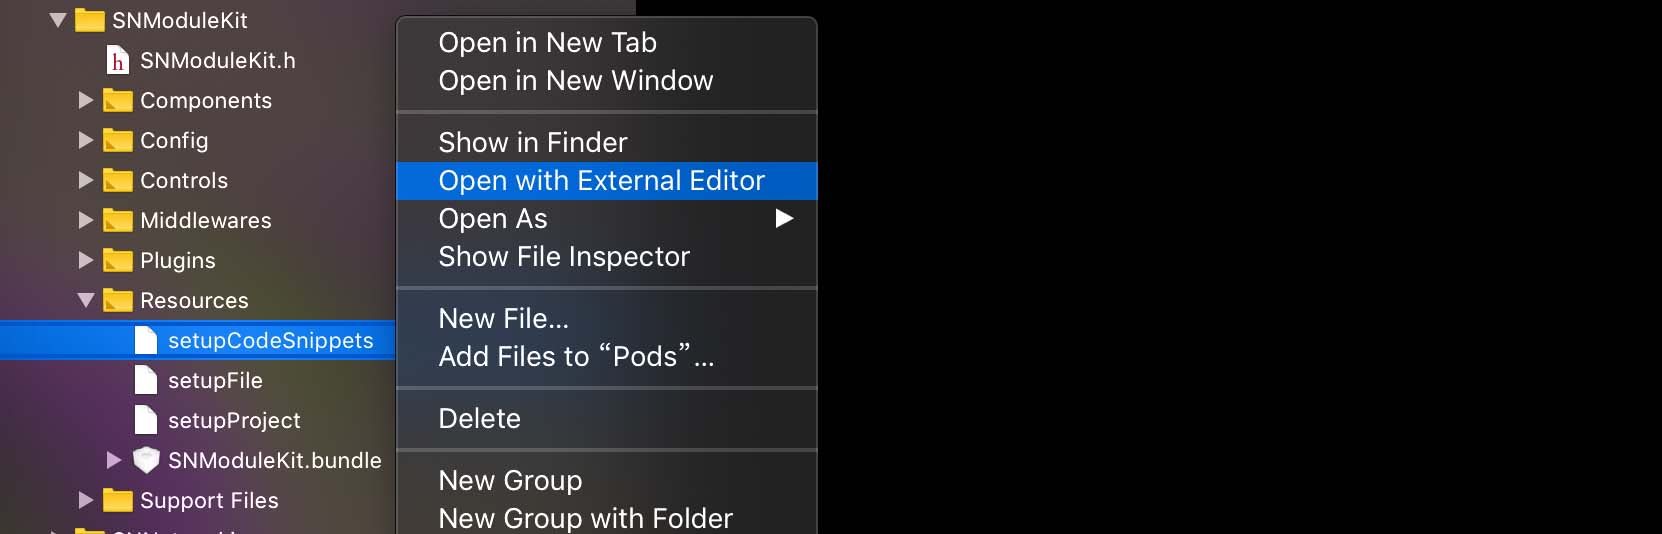 SNModuleKit
h SNModuleKit.h
Components
Config
Controls
Middlewares
Plugins
Resources
setupCodeSnippets
setupFile
setupProject
SNModuleKit.bundle
Support Files
Open in New Tab
Open in New Window
Show in Finder
Open with External Editor
Open As
Show File Inspector
New File...
Add Files to “Pods”...
Delete
New Group
New Group with Folder